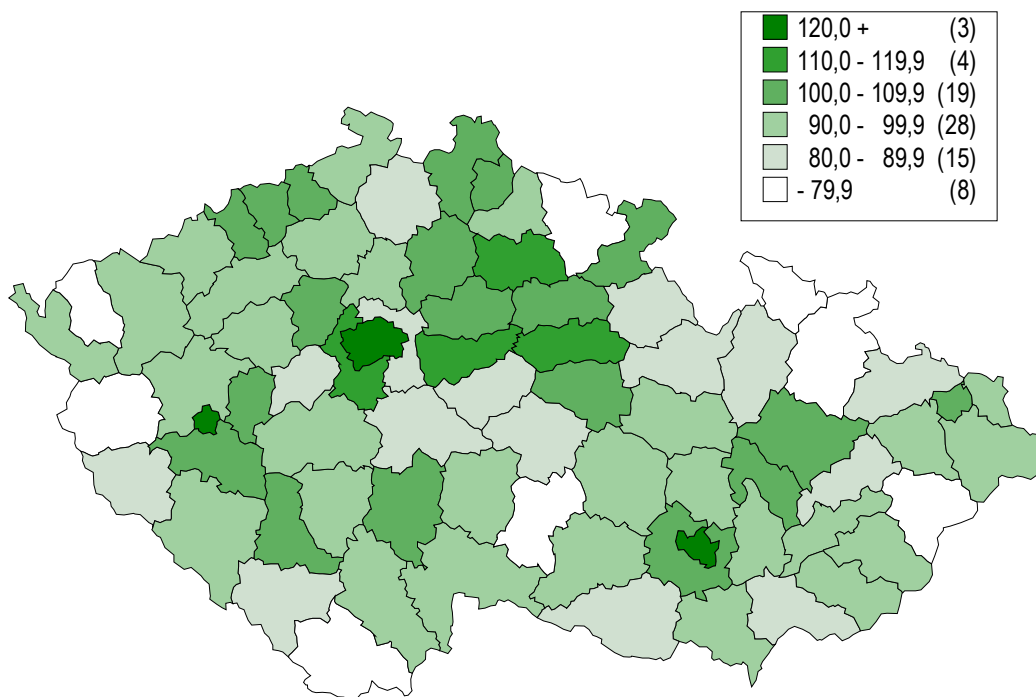 120,0 + (3)
110,0 - 119,9 (4)
100,0 - 109,9 (19)
90,0 - 99,9 (28)
80,0 - 89,9 (15)
- 79,9 (8)